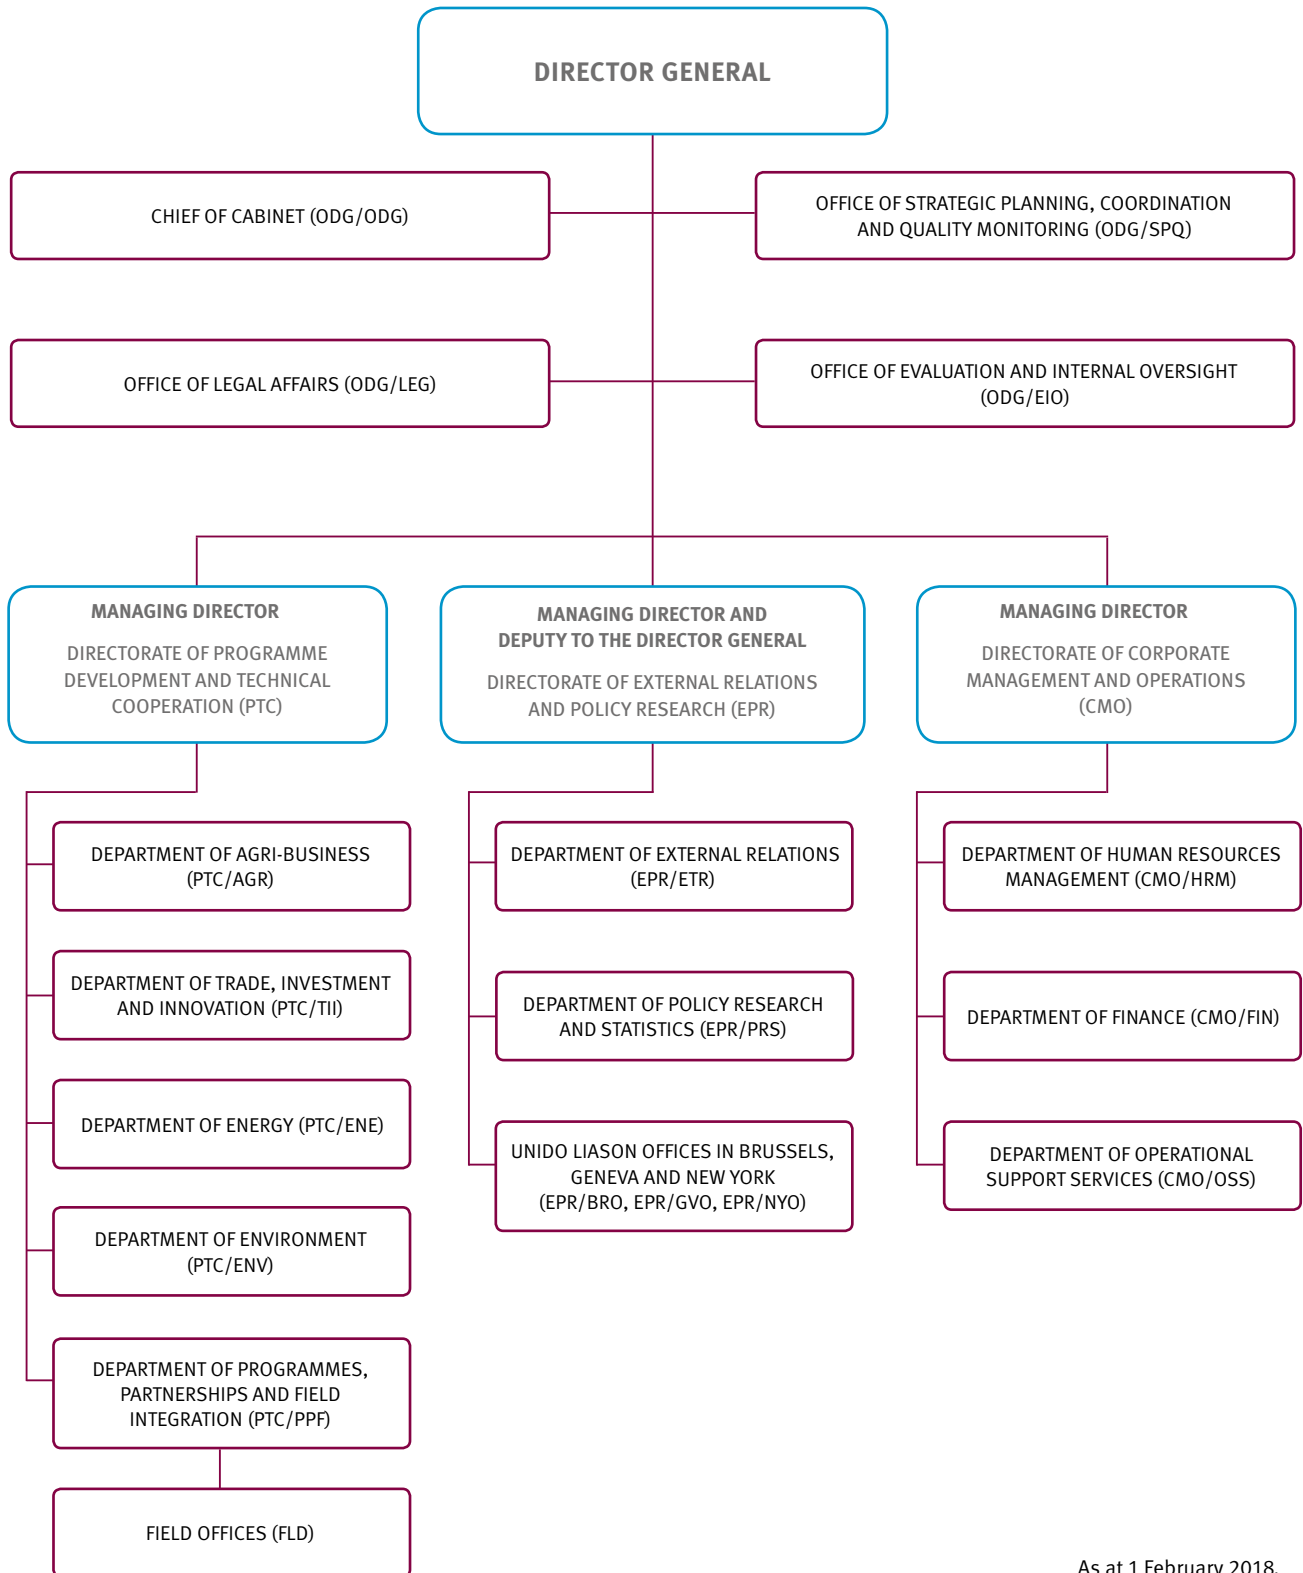 DIRECTOR GENERAL
CHIEF OF CABINET (ODG/ODG)
OFFICE OF STRATEGIC PLANNING, COORDINATION
AND QUALITY MONITORING (ODG/SPQ)
OFFICE OF LEGAL AFFAIRS (ODG/LEG)
OFFICE OF EVALUATION AND INTERNAL OVERSIGHT
(ODG/EIO)
MANAGING DIRECTOR
DIRECTORATE OF PROGRAMME
DEVELOPMENT AND TECHNICAL
COOPERATION (PTC)
MANAGING DIRECTOR AND
DEPUTY TO THE DIRECTOR GENERAL
DIRECTORATE OF EXTERNAL RELATIONS
AND POLICY RESEARCH (EPR)
MANAGING DIRECTOR
DIRECTORATE OF CORPORATE
MANAGEMENT AND OPERATIONS
(CMO)
DEPARTMENT OF AGRI-BUSINESS
(PTC/AGR)
DEPARTMENT OF TRADE, INVESTMENT
AND INNOVATION (PTC/TII)
DEPARTMENT OF ENERGY (PTC/ENE)
DEPARTMENT OF ENVIRONMENT
(PTC/ENV)
DEPARTMENT OF PROGRAMMES,
PARTNERSHIPS AND FIELD
INTEGRATION (PTC/PPF)
FIELD OFFICES (FLD)
DEPARTMENT OF EXTERNAL RELATIONS
(EPR/ETR)
DEPARTMENT OF POLICY RESEARCH
AND STATISTICS (EPR/PRS)
UNIDO LIASON OFFICES IN BRUSSELS,
GENEVA AND NEW YORK
(EPR/BRO, EPR/GVO, EPR/NYO)
DEPARTMENT OF HUMAN RESOURCES
MANAGEMENT (CMO/HRM)
DEPARTMENT OF FINANCE (CMO/FIN)
DEPARTMENT OF OPERATIONAL
SUPPORT SERVICES (CMO/OSS)
As at 1 February 2018.